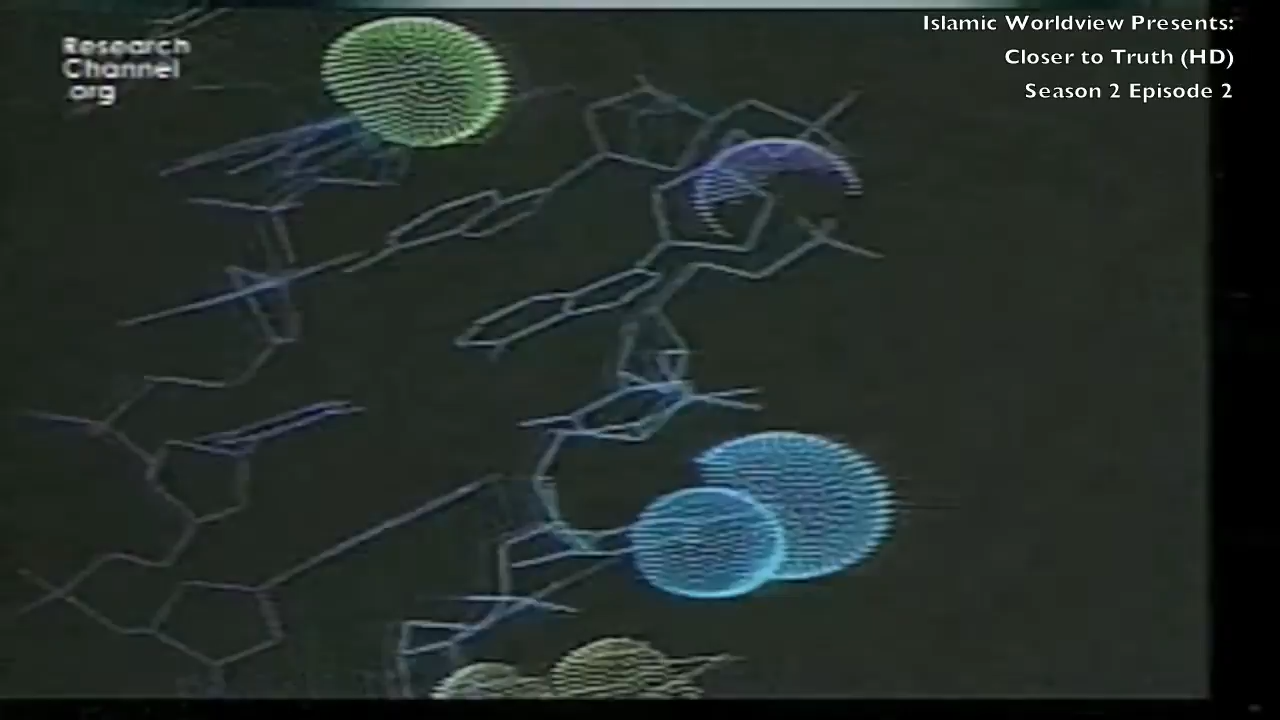 Research
Channel
.org
Islamic Worldview Presents:
Closer to Truth (HD)
Season 2 Episode 2